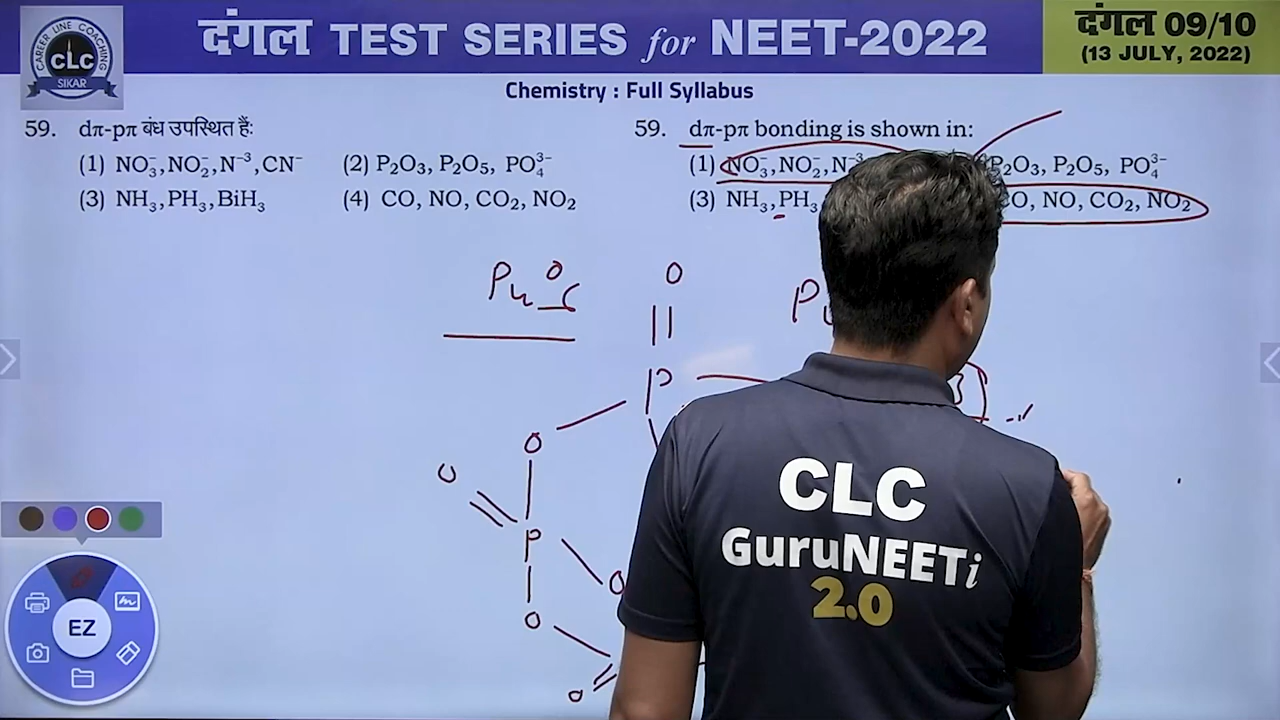 CAREER LINE COACHING
CLC
SIKAR
दंगल TEST SERIES for NEET-2022
दंगल 09/10
(13 JULY, 2022)
Chemistry : Full Syllabus
59. dπ-pπ बंध उपस्थित हैं:
(1) NO₃⁻, NO₂⁻, N⁻³, CN⁻ (2) P₂O₃, P₂O₅, PO₄³⁻
(3) NH₃, PH₃, BiH₃ (4) CO, NO, CO₂, NO₂
59. dπ-pπ bonding is shown in:
(1) NO₃⁻, NO₂⁻, N⁻³ P₂O₃, P₂O₅, PO₄³⁻
(3) NH₃, PH₃ CO, NO, CO₂, NO₂
O
P
O
O
P
O
O
O
CLC
GuruNEETi
2.0
EZ